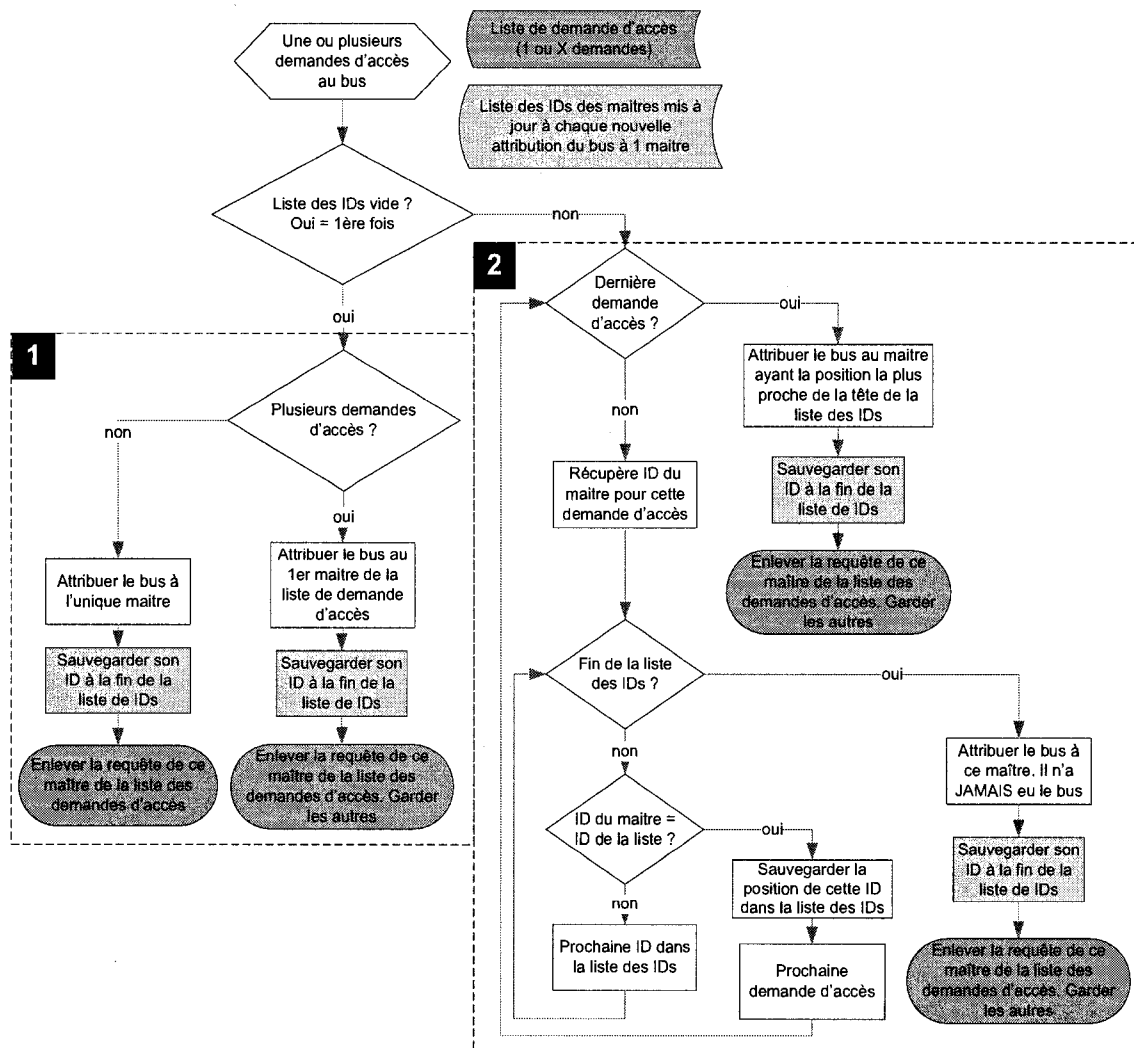 Une ou plusieurs
demandes d'accès
au bus
Liste de demande d'accès
(1 ou X demandes)
Liste des IDs des maitres mis à
jour à chaque nouvelle
attribution du bus à 1 maitre
Liste des IDs vide ?
Oui = 1ère fois
non
oui
1
Plusieurs demandes
d'accès ?
non
oui
Attribuer le bus à
l'unique maitre
Sauvegarder son
ID à la fin de la
liste de IDs
Enlever la requête de ce
maître de la liste des
demandes d'accès
Attribuer le bus au
1er maitre de la
liste de demande
d'accès
Sauvegarder son
ID à la fin de la
liste de IDs
Enlever la requête de ce
maître de la liste des
demandes d'accès. Garder
les autres
2
Dernière
demande
d'accès ?
oui
non
Attribuer le bus au maitre
ayant la position la plus
proche de la tête de la
liste des IDs
Sauvegarder son
ID à la fin de la
liste de IDs
Enlever la requête de ce
maître de la liste des
demandes d'accès. Garder
les autres
Récupère ID du
maitre pour cette
demande d'accès
Fin de la liste
des IDs ?
oui
non
Attribuer le bus à
ce maître. Il n'a
JAMAIS eu le bus
Sauvegarder son
ID à la fin de la
liste de IDs
Enlever la requête de ce
maître de la liste des
demandes d'accès. Garder
les autres
ID du maitre =
ID de la liste ?
oui
non
Sauvegarder la
position de cette ID
dans la liste des IDs
Prochaine
demande d'accès
Prochaine ID dans
la liste des IDs